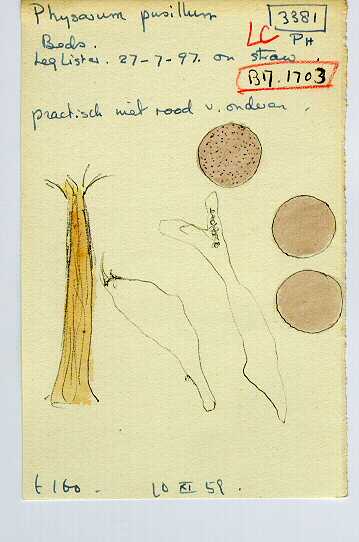 Physarum pusillum
3381
Beds.
LC
PH
Leg Lister. 27-7-97. on straw.
B17.1703
practisch niet rood v. onderen.
t 160.
10 XI 59.